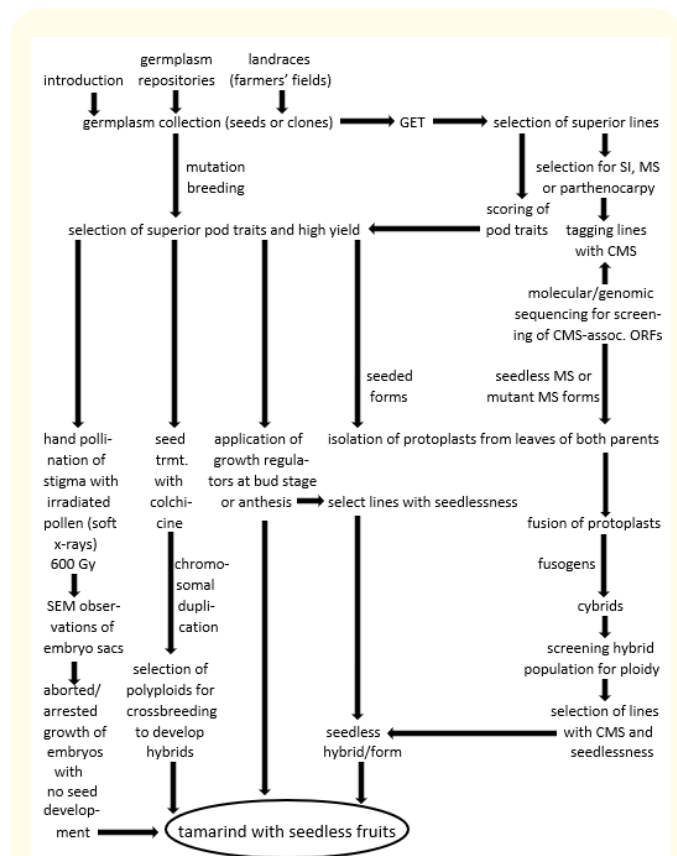 introduction
germplasm
repositories
landraces
(farmers' fields)
germplasm collection (seeds or clones)
GET
selection of superior lines
mutation
breeding
selection for SI, MS
or parthenocarpy
scoring of
pod traits
tagging lines
with CMS
selection of superior pod traits and high yield
molecular/genomic
sequencing for screen-
ing of CMS-assoc. ORFs
seeded
forms
seedless MS or
mutant MS forms
hand polli-
nation of
stigma with
irradiated
pollen (soft
x-rays)
600 Gy
seed
trmt.
with
colchi-
cine
application of
growth regula-
tors at bud stage
or anthesis
isolation of protoplasts from leaves of both parents
select lines with seedlessness
fusion of protoplasts
fusogens
cybrids
chromo-
somal
dupli-
cation
SEM obser-
vations of
embryo sacs
screening hybrid
population for ploidy
selection of
polyploids for
crossbreeding
to develop
hybrids
aborted/
arrested
growth of
embryos
with
no seed
develop-
ment
selection of lines
with CMS and
seedlessness
seedless
hybrid/form
tamarind with seedless fruits